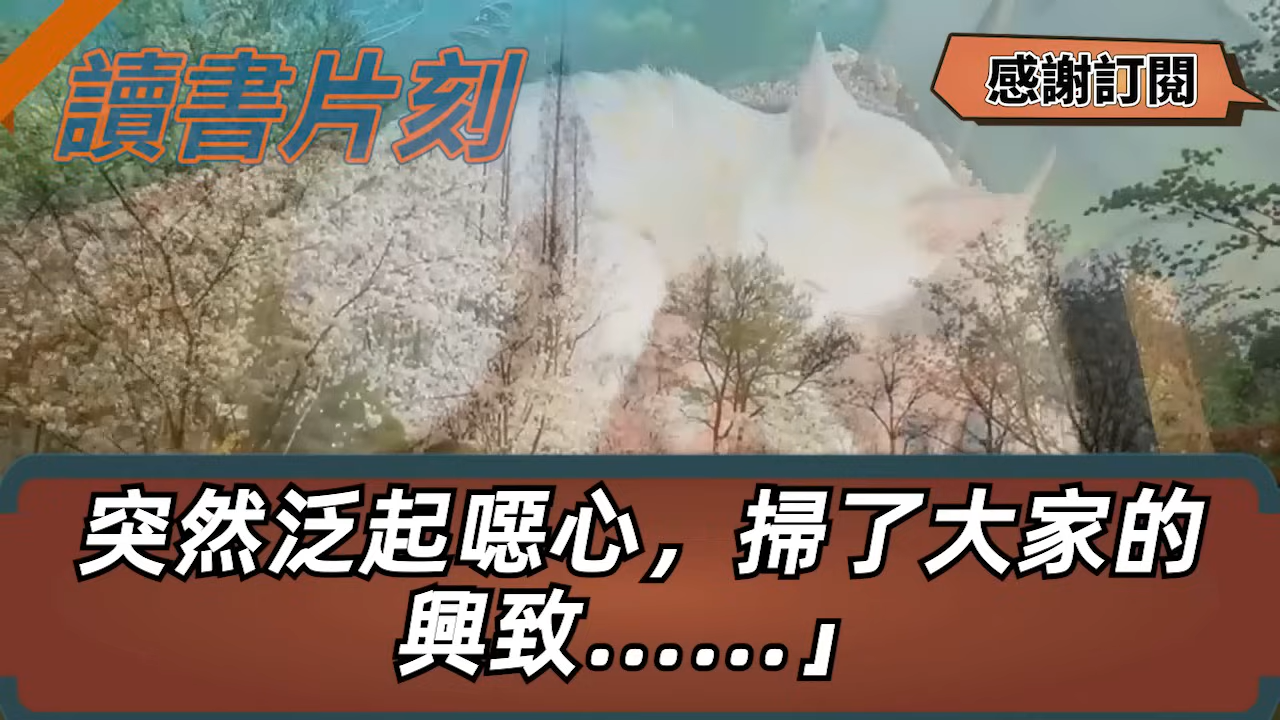 讀書片刻
感謝訂閱
突然泛起噁心，掃了大家的
興致......」